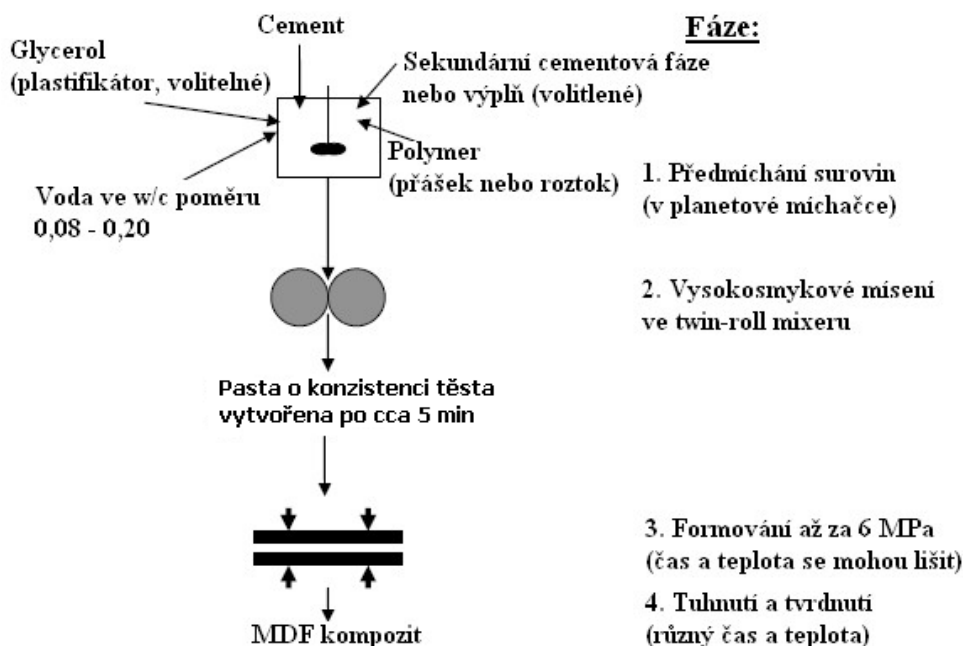 Cement
Fáze:
Glycerol
(plastifikátor, volitelné)
Sekundární cementová fáze
nebo výplň (volitlené)
Polymer
(přášek nebo roztok)
Voda ve w/c poměru
0,08 - 0,20
1. Předmíchání surovin
(v planetové míchačce)
2. Vysokosmykové mísení
ve twin-roll mixeru
Pasta o konzistenci těsta
vytvořena po cca 5 min
3. Formování až za 6 MPa
(čas a teplota se mohou lišit)
4. Tuhnutí a tvrdnutí
(různý čas a teplota)
MDF kompozit